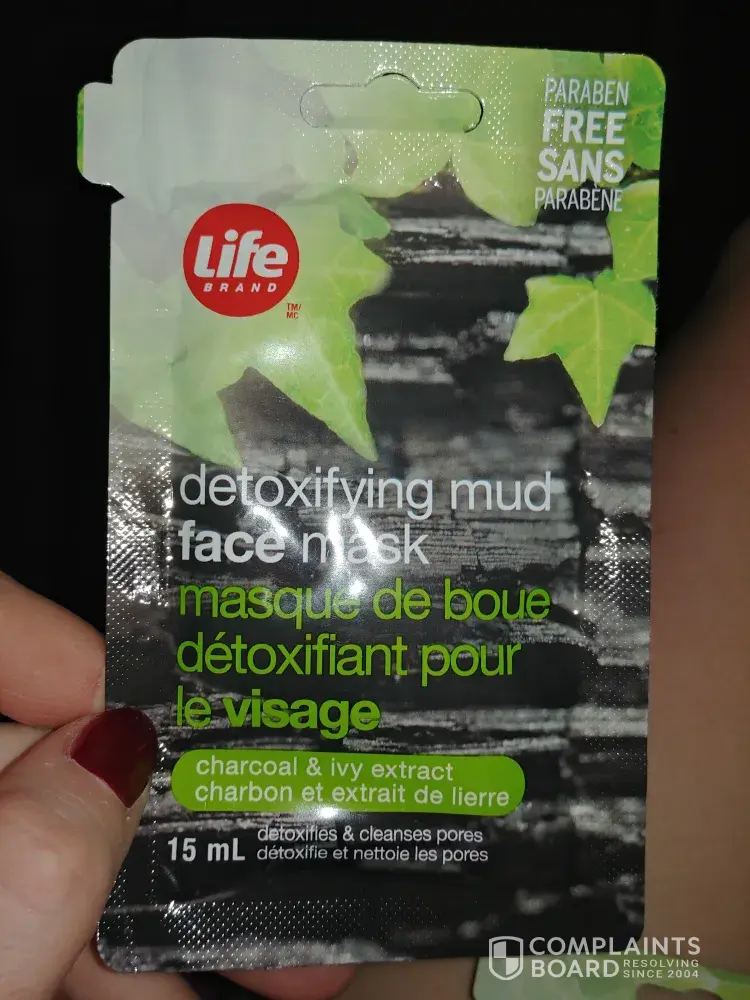 PARABEN
FREE
SANS
PARABÈNE
Life
BRAND
TM/
MC
detoxifying mud
face mask
masque de boue
détoxifiant pour
le visage
charcoal & ivy extract
charbon et extrait de lierre
15 mL
detoxifies & cleanses pores
détoxifie et nettoie les pores
COMPLAINTS
BOARD
RESOLVING
SINCE 2004